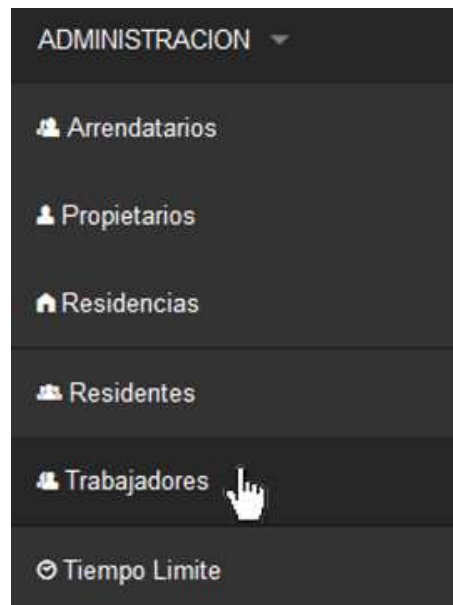 ADMINISTRACION
Arrendatarios
Propietarios
Residencias
Residentes
Trabajadores
Tiempo Limite